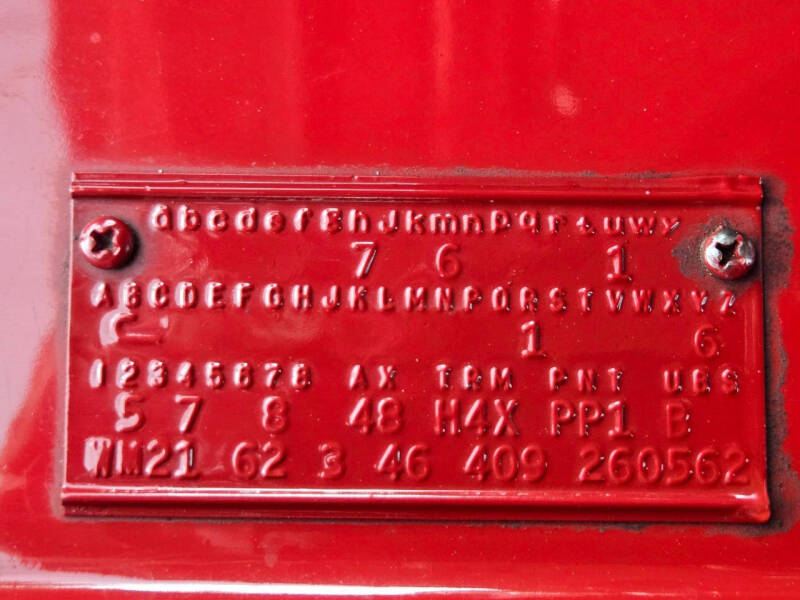 abcdefghJkmnpqrtuwy
7 6 1
ABCDEFGHJKLMNPQRSTVWXYZ
1 6
12345678 AX TRM PNT UBS
5 7 8 48 H4X PP1 B
WM21 62 3 46 409 260562